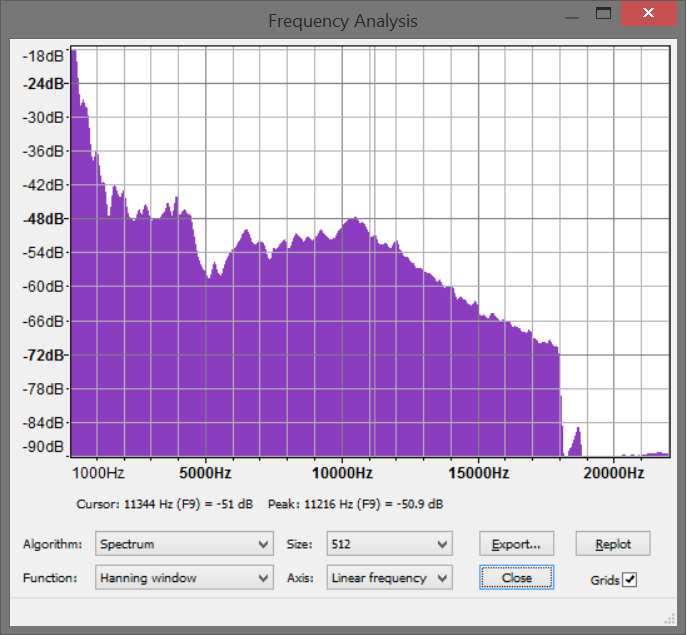 Frequency Analysis
-18dB
-24dB
-30dB
-36dB
-42dB
-48dB
-54dB
-60dB
-66dB
-72dB
-78dB
-84dB
-90dB
1000Hz 5000Hz 10000Hz 15000Hz 20000Hz
Cursor: 11344 Hz (F9) = -51 dB Peak: 11216 Hz (F9) = -50.9 dB
Algorithm: Spectrum Size: 512 Export... Replot
Function: Hanning window Axis: Linear frequency Close Grids